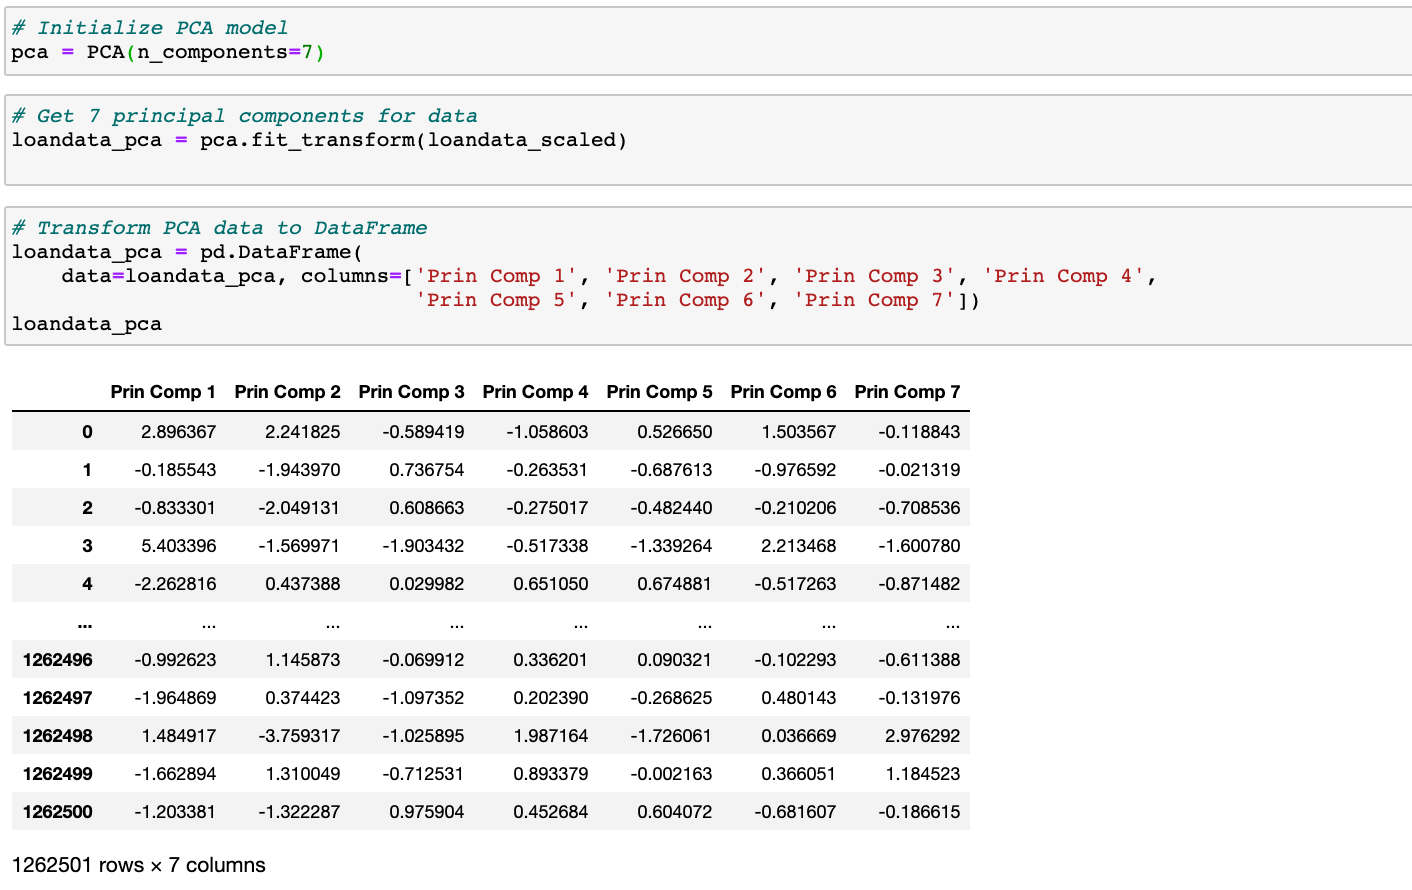 # Initialize PCA model
pca = PCA(n_components=7)
# Get 7 principal components for data
loandata_pca = pca.fit_transform(loandata_scaled)
# Transform PCA data to DataFrame
loandata_pca = pd.DataFrame(
    data=loandata_pca, columns=['Prin Comp 1', 'Prin Comp 2', 'Prin Comp 3', 'Prin Comp 4',
                                'Prin Comp 5', 'Prin Comp 6', 'Prin Comp 7'])
loandata_pca
Prin Comp 1 Prin Comp 2 Prin Comp 3 Prin Comp 4 Prin Comp 5 Prin Comp 6 Prin Comp 7
0 2.896367 2.241825 -0.589419 -1.058603 0.526650 1.503567 -0.118843
1 -0.185543 -1.943970 0.736754 -0.263531 -0.687613 -0.976592 -0.021319
2 -0.833301 -2.049131 0.608663 -0.275017 -0.482440 -0.210206 -0.708536
3 5.403396 -1.569971 -1.903432 -0.517338 -1.339264 2.213468 -1.600780
4 -2.262816 0.437388 0.029982 0.651050 0.674881 -0.517263 -0.871482
... ... ... ... ... ... ... ...
1262496 -0.992623 1.145873 -0.069912 0.336201 0.090321 -0.102293 -0.611388
1262497 -1.964869 0.374423 -1.097352 0.202390 -0.268625 0.480143 -0.131976
1262498 1.484917 -3.759317 -1.025895 1.987164 -1.726061 0.036669 2.976292
1262499 -1.662894 1.310049 -0.712531 0.893379 -0.002163 0.366051 1.184523
1262500 -1.203381 -1.322287 0.975904 0.452684 0.604072 -0.681607 -0.186615
1262501 rows × 7 columns